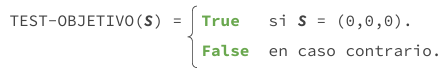 TEST-OBJETIVO(S) = { True si S = (0,0,0).
False en caso contrario.